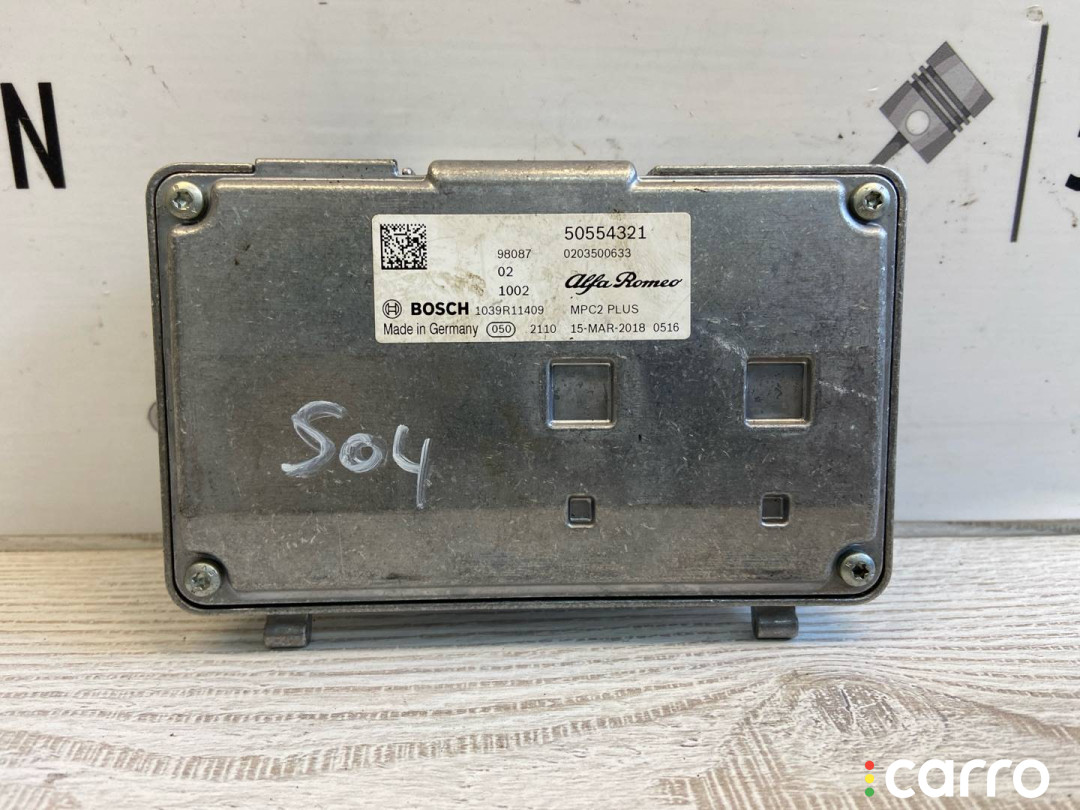 N
50554321
98087 0203500633
02
1002 Alfa Romeo
BOSCH 1039R11409 MPC2 PLUS
Made in Germany 050 2110 15-MAR-2018 0516
504
carro